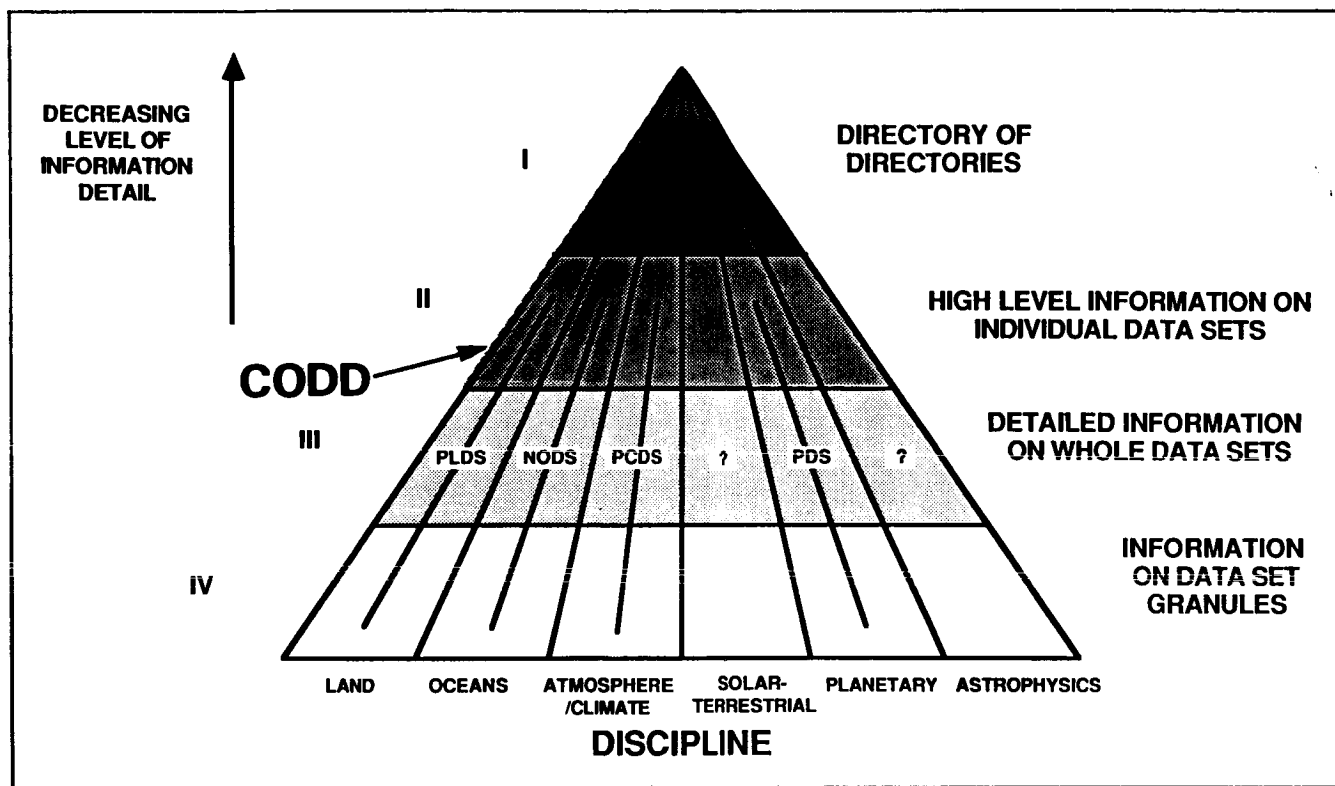 DECREASING
LEVEL OF
INFORMATION
DETAIL
I
DIRECTORY OF
DIRECTORIES
II
HIGH LEVEL INFORMATION ON
INDIVIDUAL DATA SETS
CODD
III
DETAILED INFORMATION
ON WHOLE DATA SETS
PLDS NODS PCDS ? PDS ?
IV
INFORMATION
ON DATA SET
GRANULES
LAND OCEANS ATMOSPHERE SOLAR- PLANETARY ASTROPHYSICS
/CLIMATE TERRESTRIAL
DISCIPLINE